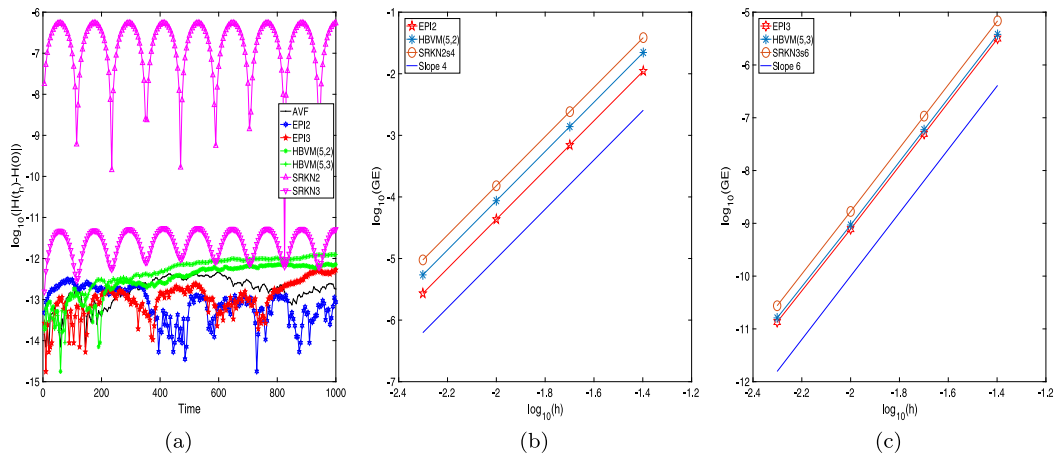 -5
-6
-7
-8
-9
-10
-11
-12
-13
-14
-15
log10(|H(tn)-H(0)|)
AVF
EPI2
EPI3
HBVM(5,2)
HBVM(5,3)
SRKN2
SRKN3
0 200 400 600 800 1000
Time
(a)
-1
-2
-3
-4
-5
-6
-7
log10(GE)
EPI2
HBVM(5,2)
SRKN2s4
Slope 4
-2.4 -2.2 -2 -1.8 -1.6 -1.4 -1.2
log10(h)
(b)
-5
-6
-7
-8
-9
-10
-11
-12
log10(GE)
EPI3
HBVM(5,3)
SRKN3s6
Slope 6
-2.4 -2.2 -2 -1.8 -1.6 -1.4 -1.2
log10(h)
(c)